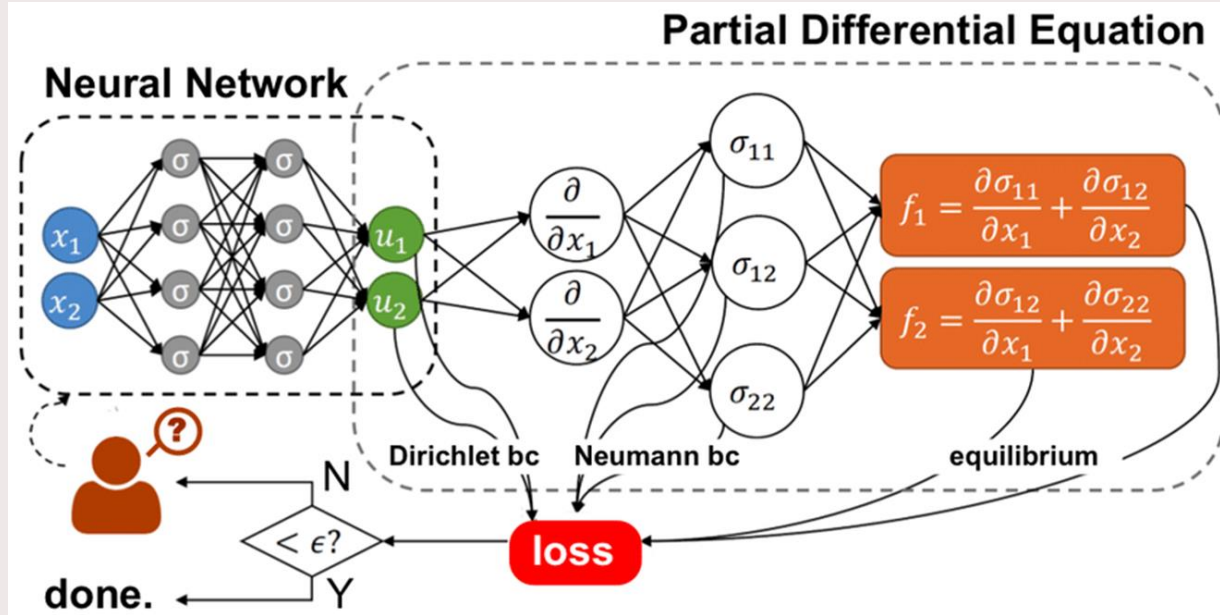 Partial Differential Equation
Neural Network
σ σ
x₁ σ σ u₁
x₂ σ σ u₂
σ σ
∂/∂x₁
∂/∂x₂
σ₁₁
σ₁₂
σ₂₂
f₁ = ∂σ₁₁/∂x₁ + ∂σ₁₂/∂x₂
f₂ = ∂σ₁₂/∂x₁ + ∂σ₂₂/∂x₂
Dirichlet bc Neumann bc equilibrium
?
N
< ϵ?
loss
Y
done.